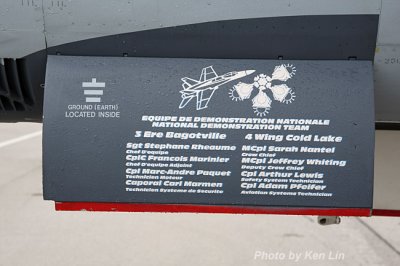 GROUND (EARTH)
LOCATED INSIDE
EQUIPE DE DEMONSTRATION NATIONALE
NATIONAL DEMONSTRATION TEAM
3 Ere Bagotville
Sgt Stephane Rheaume
Chef D'equipe
CplC Francois Marinier
Chef D'equipe Adjoint
Cpl Marc-Andre Paquet
Technicien Moteur
Caporal Carl Marmen
Technicien Systeme de Securite
4 Wing Cold Lake
MCpl Sarah Nantel
Crew Chief
MCpl Jeffrey Whiting
Deputy Crew Chief
Cpl Arthur Lewis
Safety System Technician
Cpl Adam Pfeifer
Aviation Systems Technician
Photo by Ken Lin